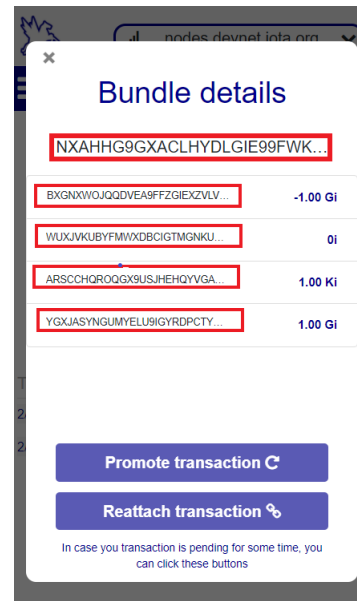 nodes.devnet.iota.org
×
Bundle details
NXAHHG9GXACLHYDLGIE99FWK...
BXGNXWOJQQDVEA9FFZGIEXZVLV... -1.00 Gi
WUXJVKUBYFMWXDBCIGTMGNKU... 0i
ARSCCHQROQGX9USJHEHQYVGA... 1.00 Ki
YGXJASYNGUMYELU9IGYRDPCTY... 1.00 Gi
Promote transaction
Reattach transaction
In case you transaction is pending for some time, you
can click these buttons